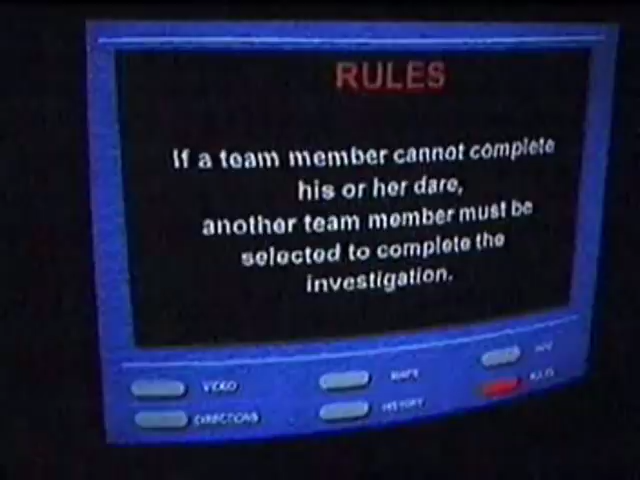 RULES
If a team member cannot complete
his or her dare,
another team member must be
selected to complete the
investigation.
VIDEO
MAPS
DIRECTIONS
HISTORY
RULES